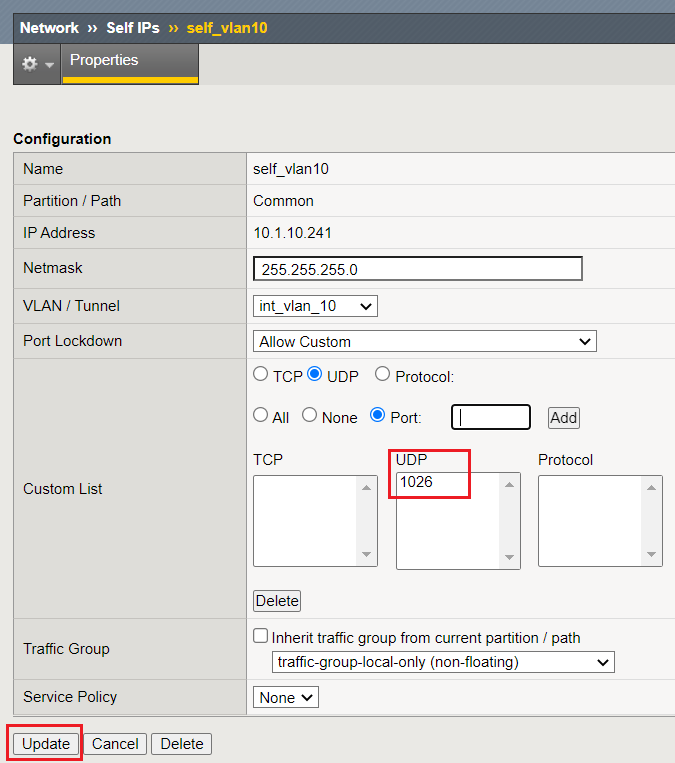 Network ›› Self IPs ›› self_vlan10
Properties
Configuration
Name self_vlan10
Partition / Path Common
IP Address 10.1.10.241
Netmask 255.255.255.0
VLAN / Tunnel int_vlan_10
Port Lockdown Allow Custom
TCP UDP Protocol:
All None Port: Add
TCP UDP Protocol
1026
Custom List
Delete
Inherit traffic group from current partition / path
Traffic Group
traffic-group-local-only (non-floating)
Service Policy None
Update Cancel Delete